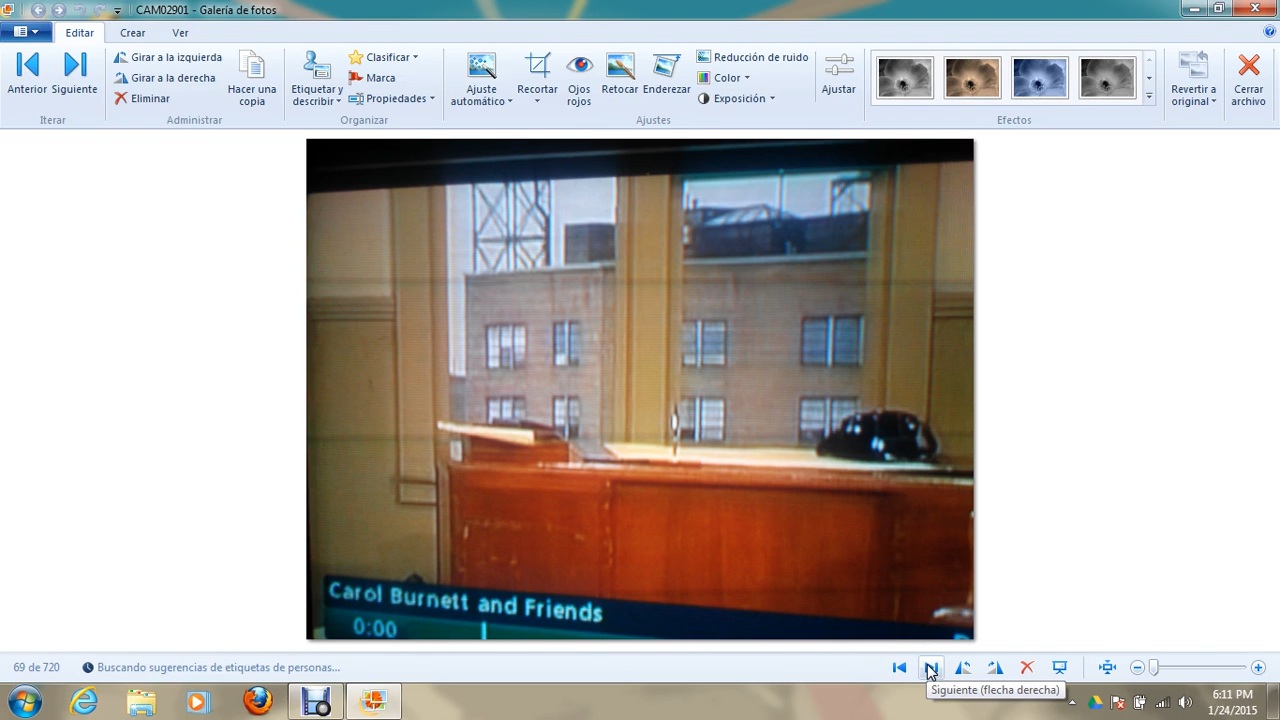 CAM02901 - Galería de fotos
Editar Crear Ver
Anterior Siguiente
Iterar
Girar a la izquierda
Girar a la derecha
Eliminar
Hacer una copia
Administrar
Etiquetar y describir
Clasificar
Marca
Propiedades
Organizar
Ajuste automático
Recortar
Ojos rojos
Retocar
Enderezar
Reducción de ruido
Color
Exposición
Ajustes
Ajustar
Efectos
Revertir a original
Cerrar archivo
Carol Burnett and Friends
0:00
69 de 720
Buscando sugerencias de etiquetas de personas...
Siguiente (flecha derecha)
6:11 PM
1/24/2015